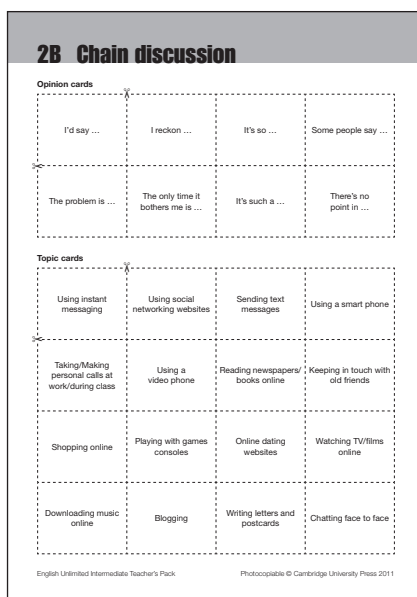 2B Chain discussion
Opinion cards
I'd say …
I reckon …
It's so …
Some people say …
The problem is …
The only time it
bothers me is …
It's such a …
There's no
point in …
Topic cards
Using instant
messaging
Using social
networking websites
Sending text
messages
Using a smart phone
Taking/Making
personal calls at
work/during class
Using a
video phone
Reading newspapers/
books online
Keeping in touch with
old friends
Shopping online
Playing with games
consoles
Online dating
websites
Watching TV/films
online
Downloading music
online
Blogging
Writing letters and
postcards
Chatting face to face
English Unlimited Intermediate Teacher's Pack
Photocopiable © Cambridge University Press 2011